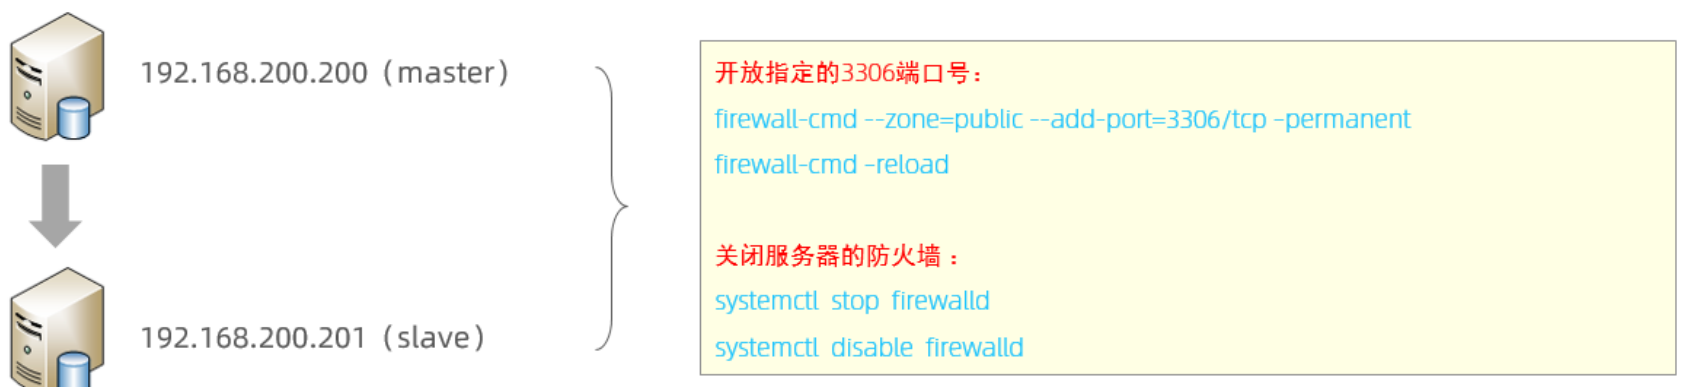 192.168.200.200（master）
开放指定的3306端口号：
firewall-cmd --zone=public --add-port=3306/tcp -permanent
firewall-cmd -reload
关闭服务器的防火墙：
systemctl stop firewalld
192.168.200.201（slave）
systemctl disable firewalld